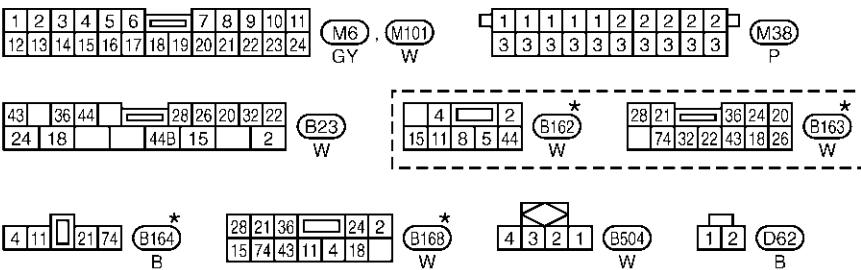 1 2 3 4 5 6 7 8 9 10 11
12 13 14 15 16 17 18 19 20 21 22 23 24
M6 , M101
GY W
1 1 1 1 1 2 2 2 2 2
3 3 3 3 3 3 3 3 3 3
M38
P
43 36 44 28 26 20 32 22
24 18 44B 15 2
B23
W
4 2
15 11 8 5 44
* B162
W
28 21 36 24 20
74 32 22 43 18 26
* B163
W
4 11 21 74
* B164
B
28 21 36 24 2
15 74 43 11 4 18
* B168
W
4 3 2 1
B504
W
1 2
D62
B